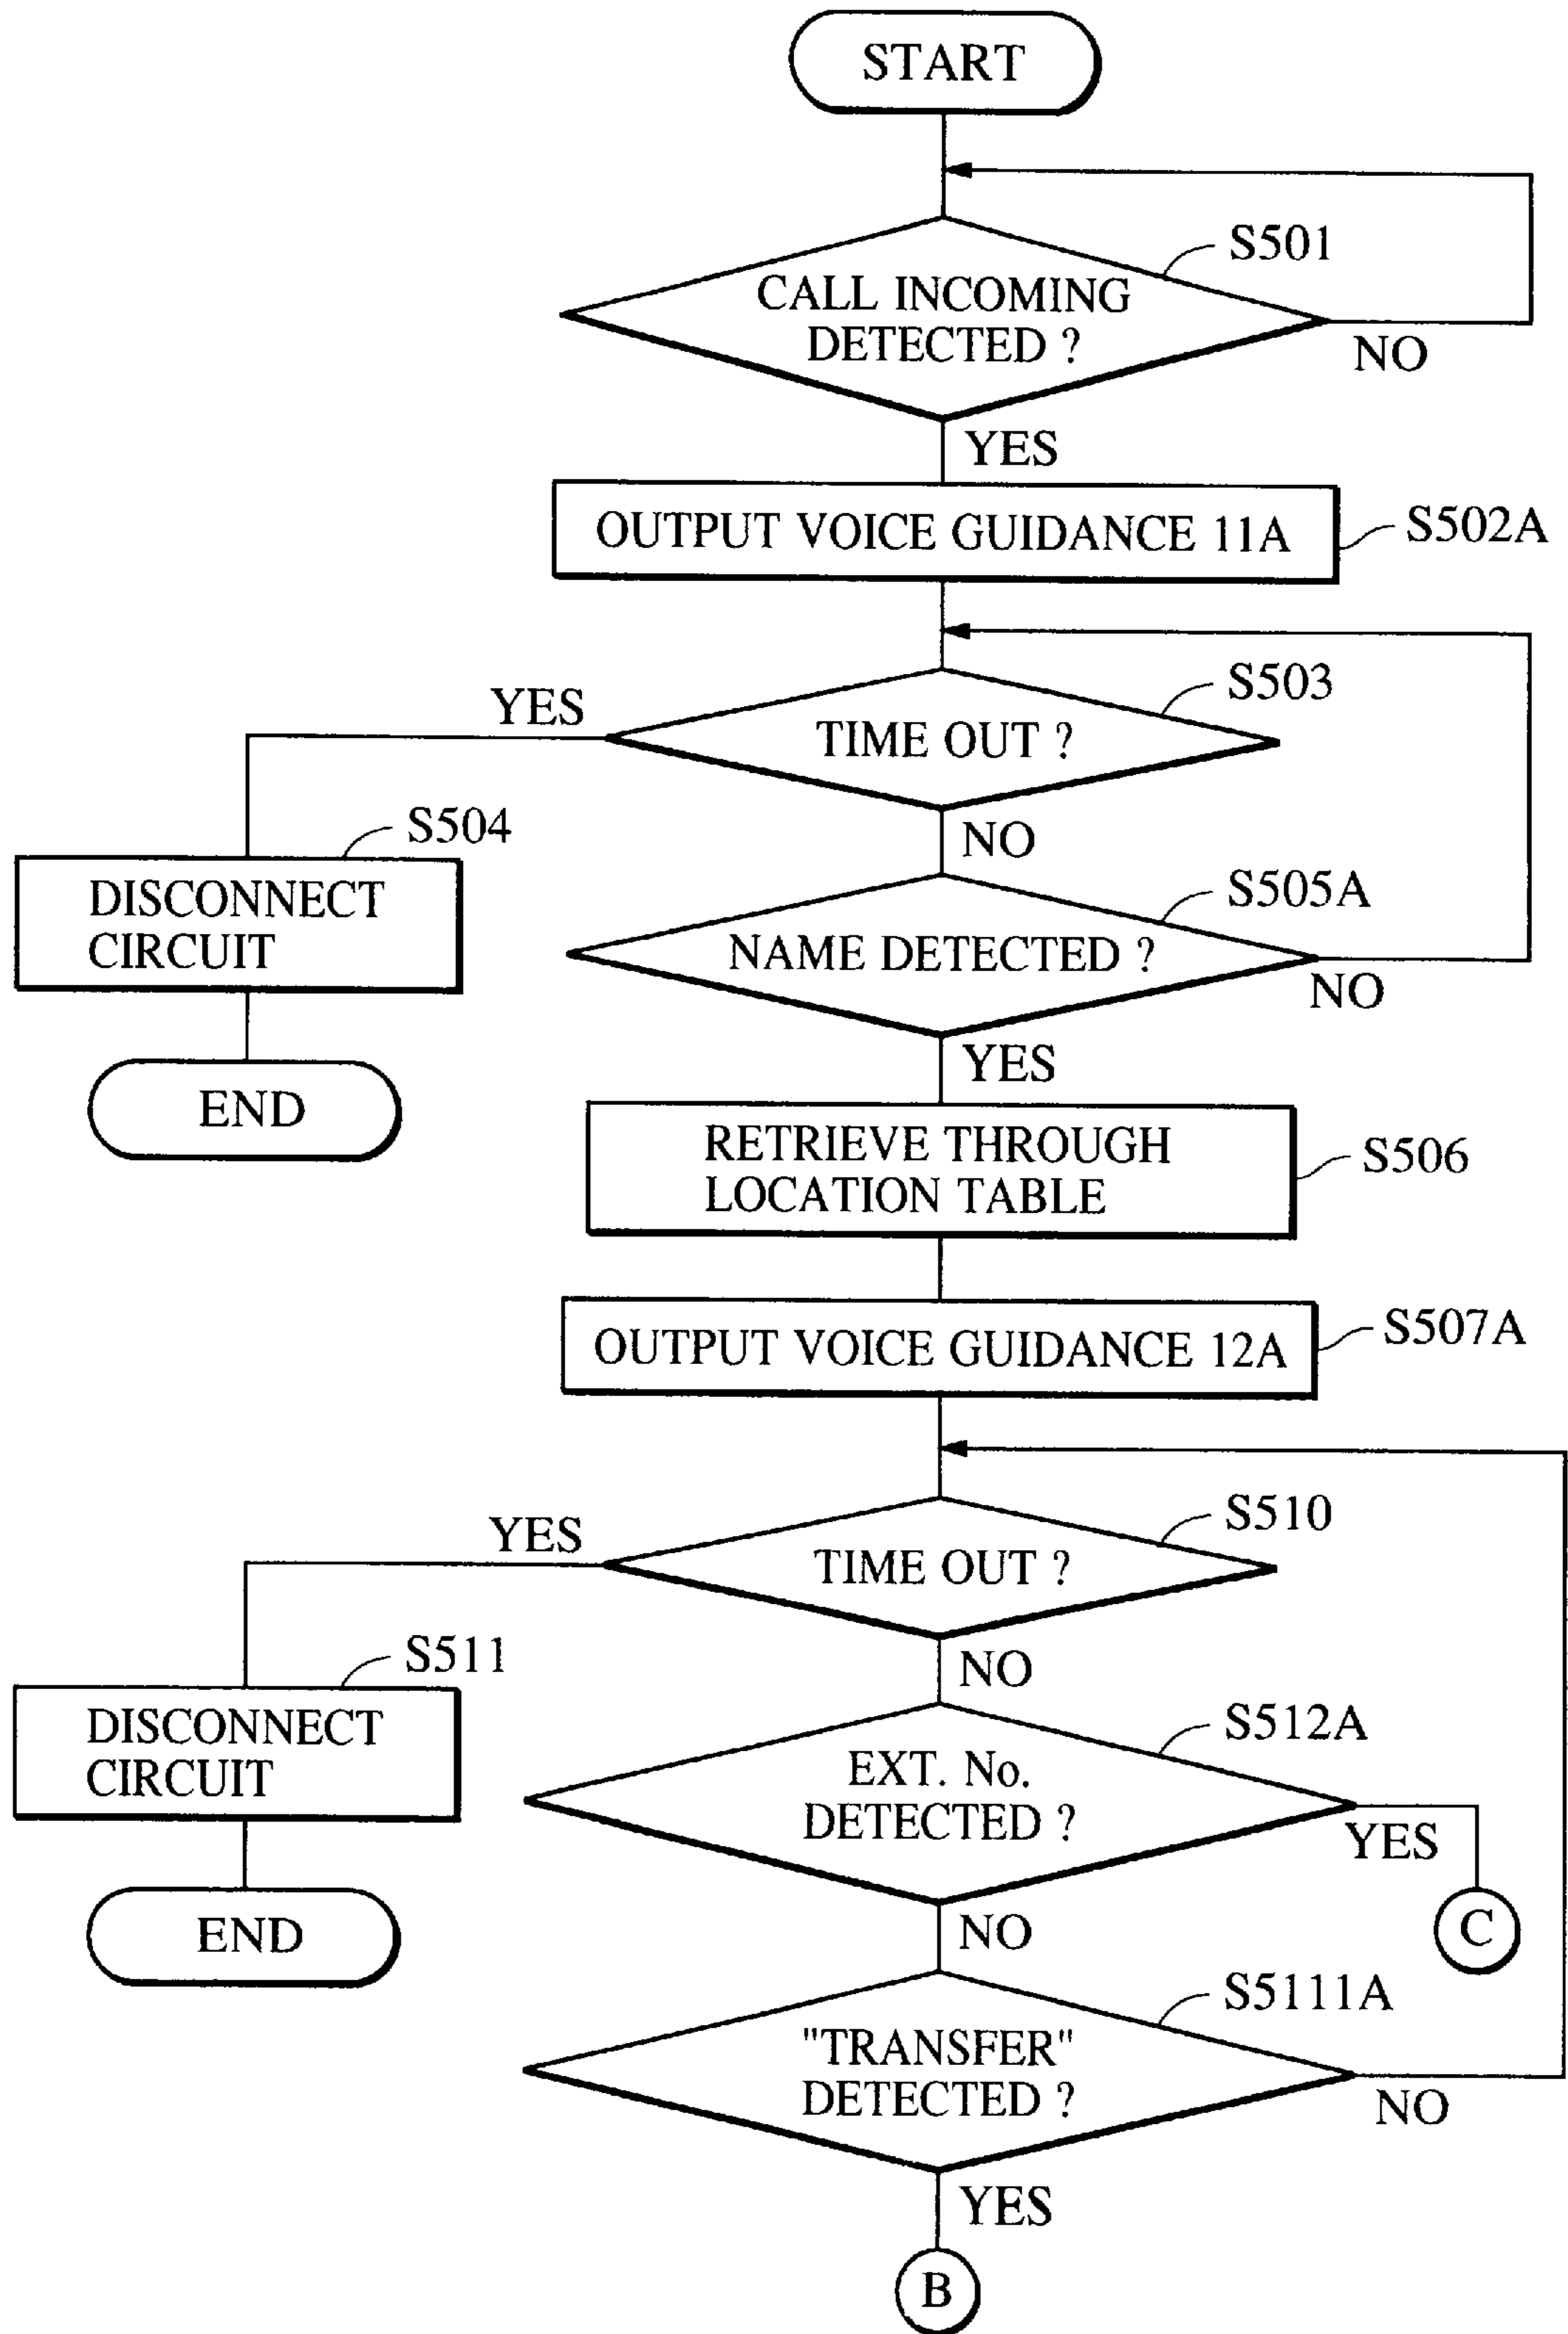 START
S501
CALL INCOMING
DETECTED ?
NO
YES
OUTPUT VOICE GUIDANCE 11A
S502A
S503
YES
TIME OUT ?
S504
NO
DISCONNECT
CIRCUIT
S505A
NAME DETECTED ?
NO
YES
END
RETRIEVE THROUGH
LOCATION TABLE
S506
OUTPUT VOICE GUIDANCE 12A
S507A
S510
YES
TIME OUT ?
S511
NO
DISCONNECT
CIRCUIT
S512A
EXT. No.
DETECTED ?
YES
END
NO
C
S5111A
"TRANSFER"
DETECTED ?
NO
YES
B